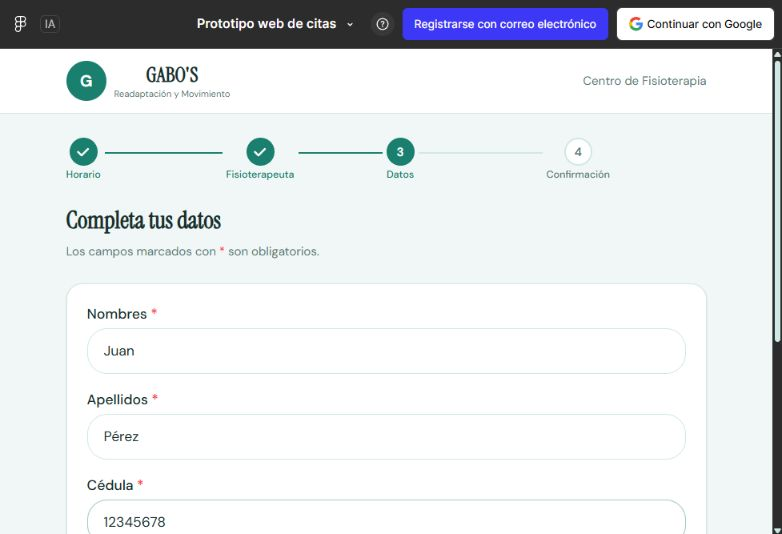 IA
Prototipo web de citas
Registrarse con correo electrónico
Continuar con Google
G
GABO'S
Readaptación y Movimiento
Centro de Fisioterapia
3
4
Horario
Fisioterapeuta
Datos
Confirmación
Completa tus datos
Los campos marcados con * son obligatorios.
Nombres *
Juan
Apellidos *
Pérez
Cédula *
12345678